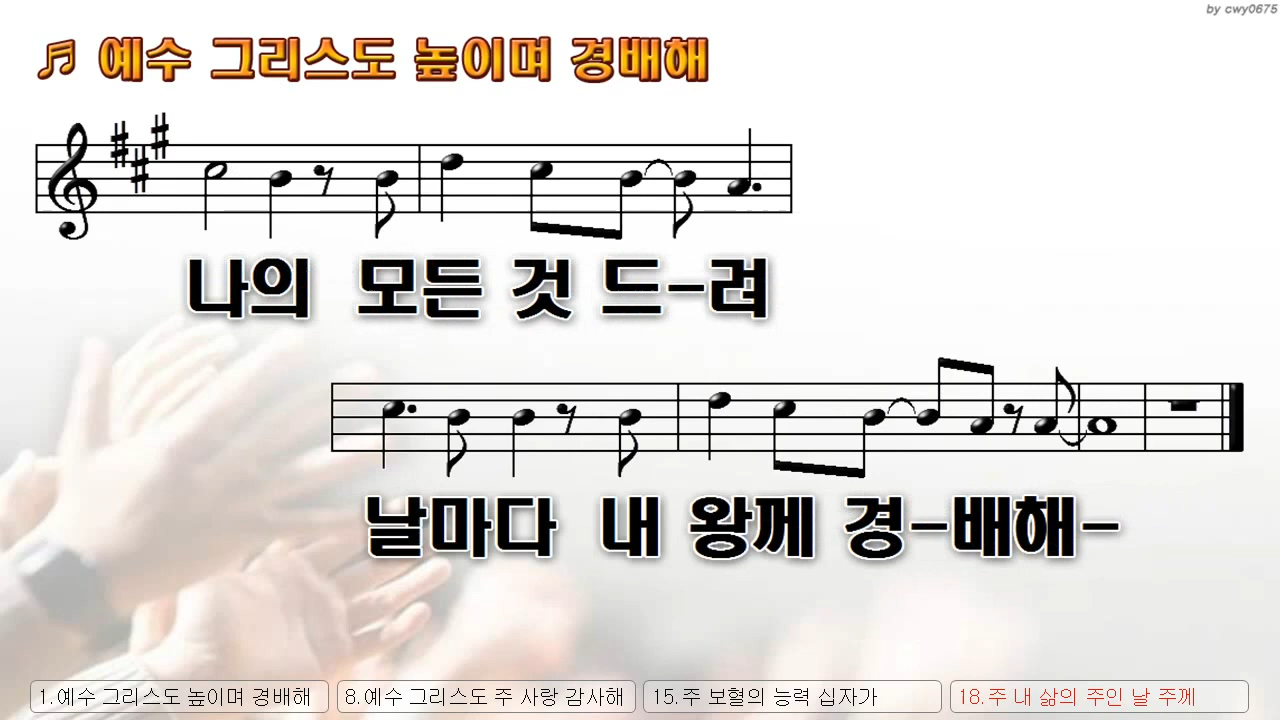 by cwy0675
♬ 예수 그리스도 높이며 경배해
나의 모든 것 드-려
날마다 내 왕께 경-배해-
1.예수 그리스도 높이며 경배해
8.예수 그리스도 주 사랑 감사해
15.주 보혈의 능력 십자가
18.주 내 삶의 주인 날 주께